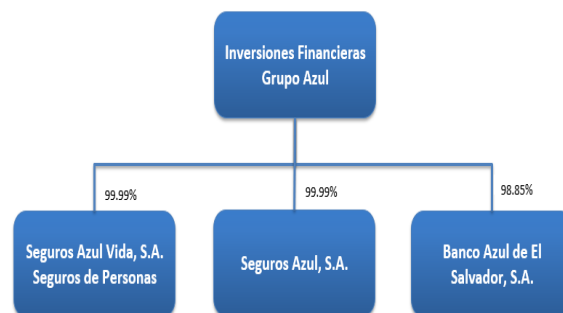 Inversiones Financieras
Grupo Azul
99.99%
99.99%
98.85%
Seguros Azul Vida, S.A.
Seguros de Personas
Seguros Azul, S.A.
Banco Azul de El
Salvador, S.A.